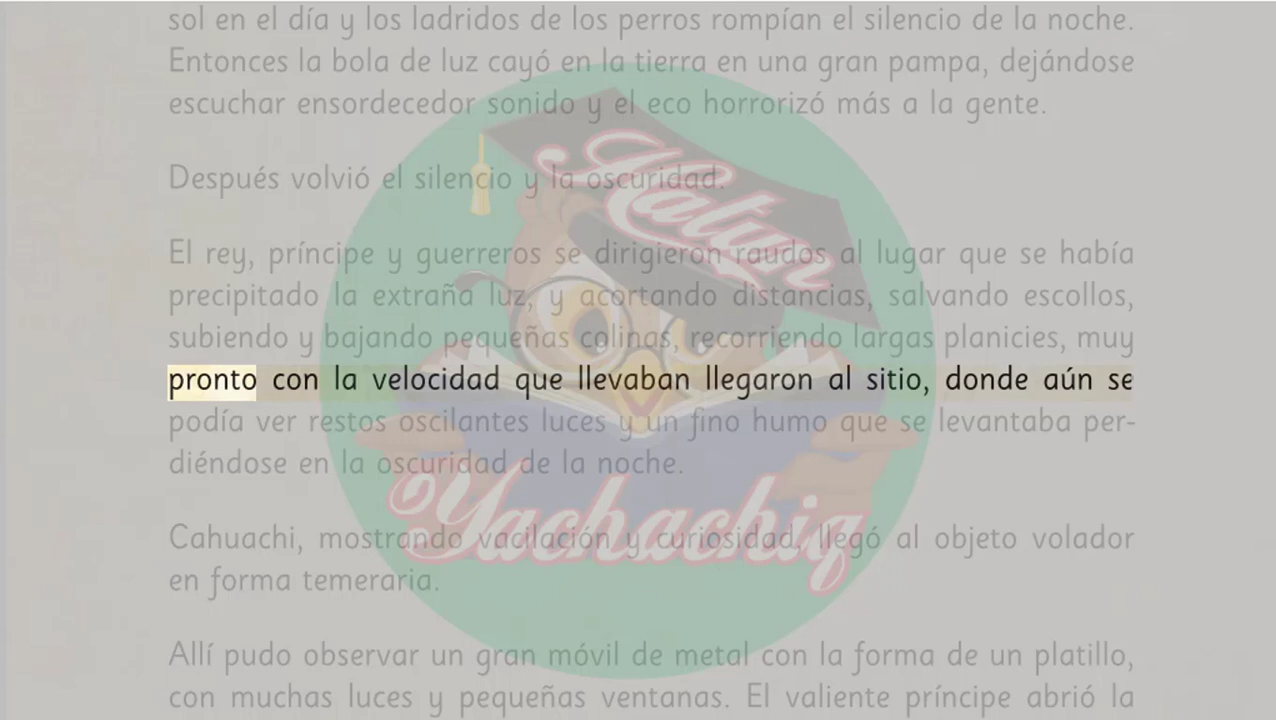 sol en el día y los ladridos de los perros rompían el silencio de la noche.
Entonces la bola de luz cayó en la tierra en una gran pampa, dejándose
escuchar ensordecedor sonido y el eco horrorizó más a la gente.
Después volvió el silencio y la oscuridad.
El rey, príncipe y guerreros se dirigieron raudos al lugar que se había
precipitado la extraña luz, y acortando distancias, salvando escollos,
subiendo y bajando pequeñas colinas, recorriendo largas planicies, muy
pronto con la velocidad que llevaban llegaron al sitio, donde aún se
podía ver restos oscilantes luces y un fino humo que se levantaba per-
diéndose en la oscuridad de la noche.
Cahuachi, mostrando vacilación y curiosidad, llegó al objeto volador
en forma temeraria.
Allí pudo observar un gran móvil de metal con la forma de un platillo,
con muchas luces y pequeñas ventanas. El valiente príncipe abrió la
Hatun
Yachachiq